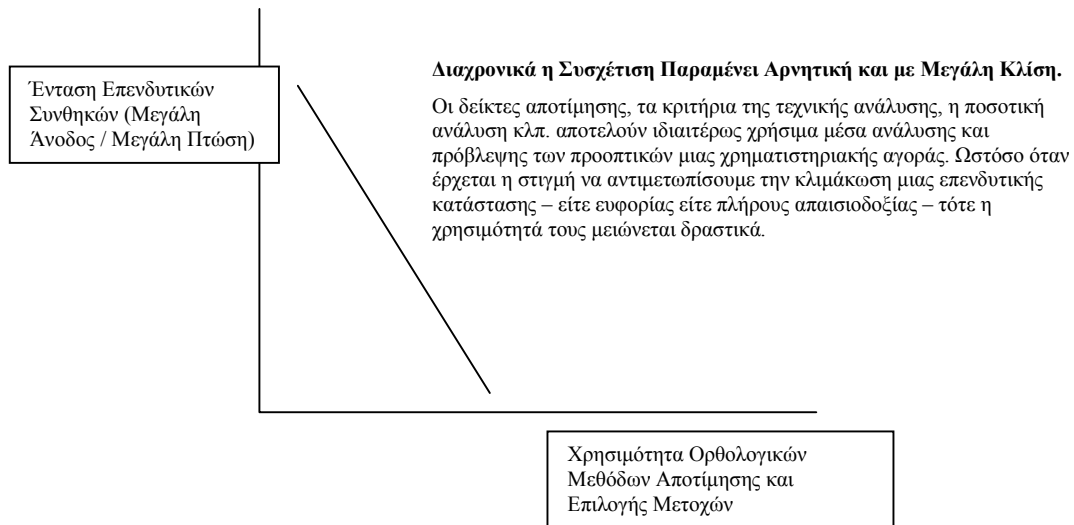 Ένταση Επενδυτικών
Συνθηκών (Μεγάλη
Άνοδος / Μεγάλη Πτώση)
Διαχρονικά η Συσχέτιση Παραμένει Αρνητική και με Μεγάλη Κλίση.
Οι δείκτες αποτίμησης, τα κριτήρια της τεχνικής ανάλυσης, η ποσοτική
ανάλυση κλπ. αποτελούν ιδιαιτέρως χρήσιμα μέσα ανάλυσης και
πρόβλεψης των προοπτικών μιας χρηματιστηριακής αγοράς. Ωστόσο όταν
έρχεται η στιγμή να αντιμετωπίσουμε την κλιμάκωση μιας επενδυτικής
κατάστασης – είτε ευφορίας είτε πλήρους απαισιοδοξίας – τότε η
χρησιμότητά τους μειώνεται δραστικά.
Χρησιμότητα Ορθολογικών
Μεθόδων Αποτίμησης και
Επιλογής Μετοχών